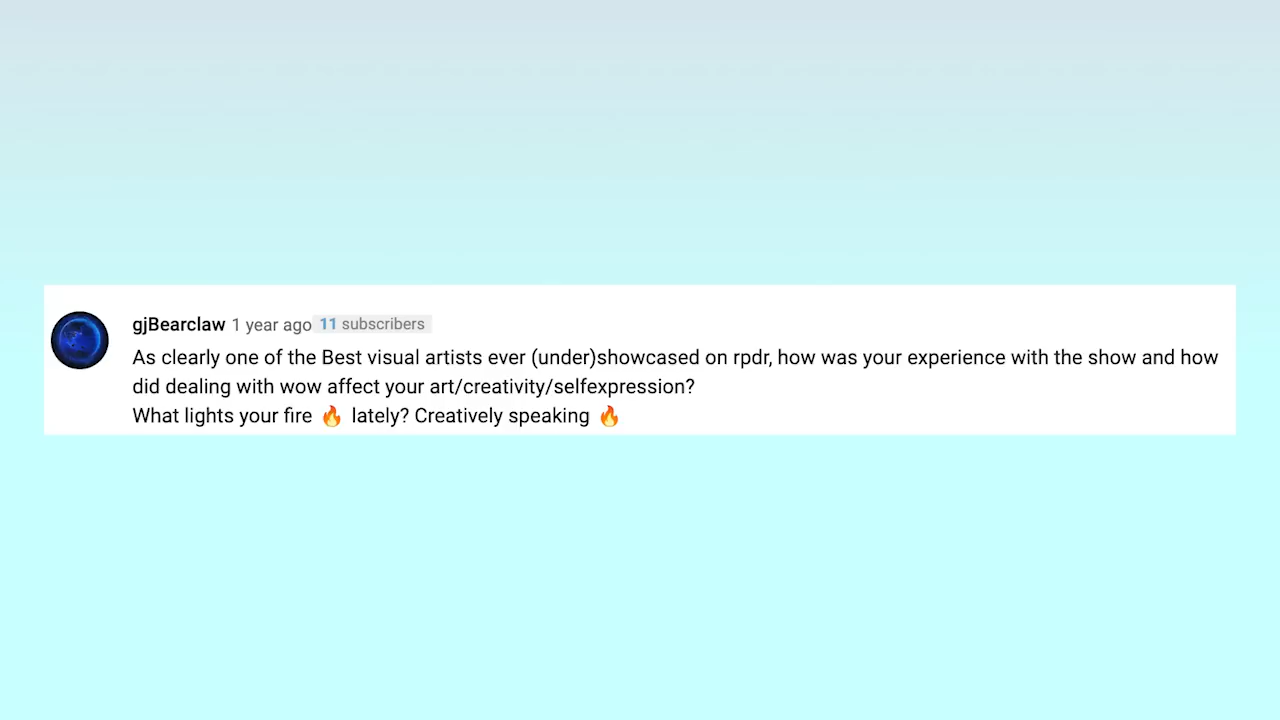 gjBearclaw 1 year ago 11 subscribers
As clearly one of the Best visual artists ever (under)showcased on rpdr, how was your experience with the show and how
did dealing with wow affect your art/creativity/selfexpression?
What lights your fire 🔥 lately? Creatively speaking 🔥